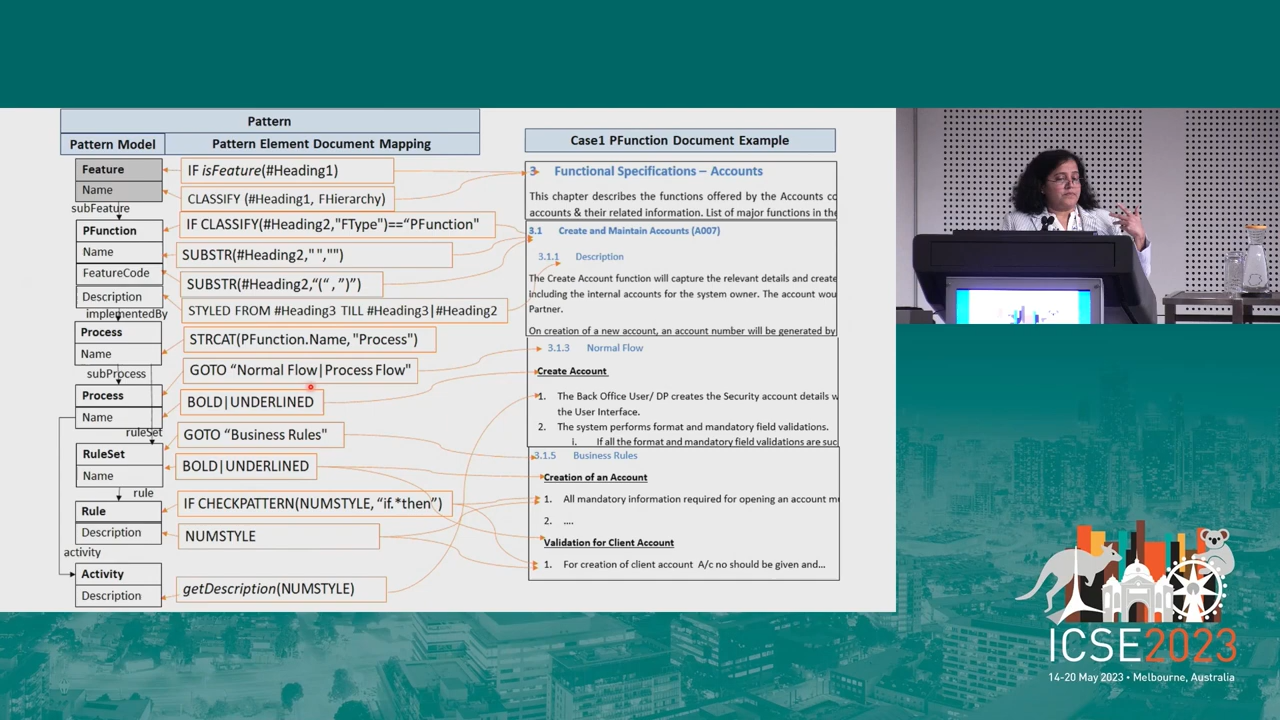 Pattern
Pattern Model
Pattern Element Document Mapping
Feature
Name
subFeature
PFunction
Name
FeatureCode
Description
implementedBy
Process
Name
subProcess
Process
Name
ruleSet
RuleSet
Name
rule
Rule
Description
activity
Activity
Description
IF isFeature(#Heading1)
CLASSIFY (#Heading1, FHierarchy)
IF CLASSIFY(#Heading2,"FType")==“PFunction"
SUBSTR(#Heading2," ","")
SUBSTR(#Heading2,“(“ , ”)”)
STYLED FROM #Heading3 TILL #Heading3|#Heading2
STRCAT(PFunction.Name, "Process")
GOTO “Normal Flow|Process Flow"
BOLD|UNDERLINED
GOTO “Business Rules"
BOLD|UNDERLINED
IF CHECKPATTERN(NUMSTYLE, “if.*then”)
NUMSTYLE
getDescription(NUMSTYLE)
Case1 PFunction Document Example
3 Functional Specifications – Accounts
This chapter describes the functions offered by the Accounts co
accounts & their related information. List of major functions in the
3.1 Create and Maintain Accounts (A007)
3.1.1 Description
The Create Account function will capture the relevant details and create
including the internal accounts for the system owner. The account wou
Partner.
On creation of a new account, an account number will be generated by
3.1.3 Normal Flow
Create Account
1. The Back Office User/ DP creates the Security account details w
the User Interface.
2. The system performs format and mandatory field validations.
i. If all the format and mandatory field validations are suc
3.1.5 Business Rules
Creation of an Account
1. All mandatory information required for opening an account m
2. ....
Validation for Client Account
1. For creation of client account A/c no should be given and...
ICSE2023
14-20 May 2023 • Melbourne, Australia